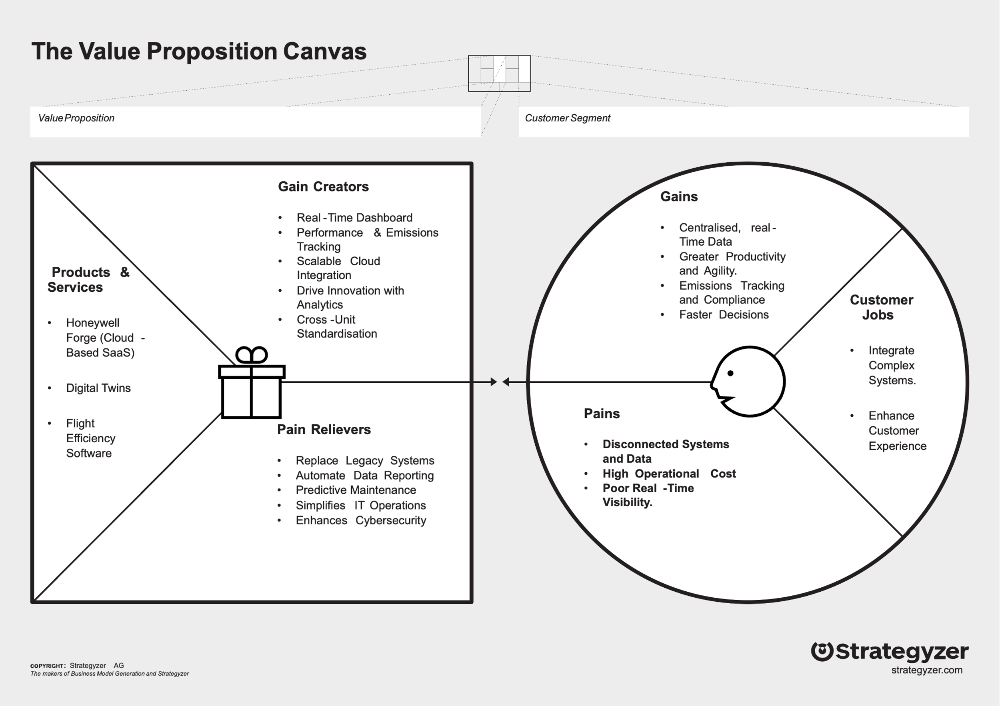 The Value Proposition Canvas
Value Proposition
Customer Segment
Gain Creators
• Real -Time Dashboard
• Performance & Emissions
Tracking
• Scalable Cloud
Integration
• Drive Innovation with
Analytics
• Cross -Unit
Standardisation
Products &
Services
• Honeywell
Forge (Cloud -
Based SaaS)
• Digital Twins
• Flight
Efficiency
Software
Pain Relievers
• Replace Legacy Systems
• Automate Data Reporting
• Predictive Maintenance
• Simplifies IT Operations
• Enhances Cybersecurity
Gains
• Centralised, real -
Time Data
• Greater Productivity
and Agility.
• Emissions Tracking
and Compliance
• Faster Decisions
Customer
Jobs
• Integrate
Complex
Systems.
• Enhance
Customer
Experience
Pains
• Disconnected Systems
and Data
• High Operational Cost
• Poor Real -Time
Visibility.
COPYRIGHT: Strategyzer AG
The makers of Business Model Generation and Strategyzer
Strategyzer
strategyzer.com